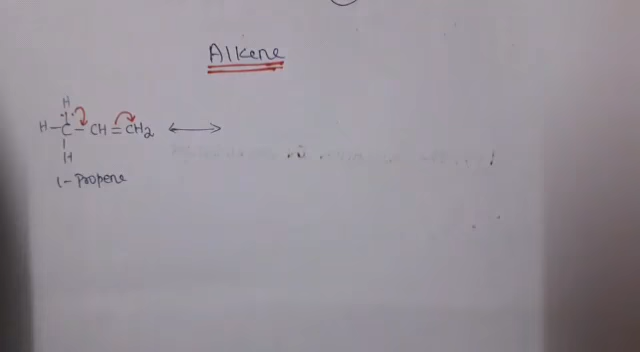 Alkene
H
H-C-CH=CH2 ↔
H
1-Propene